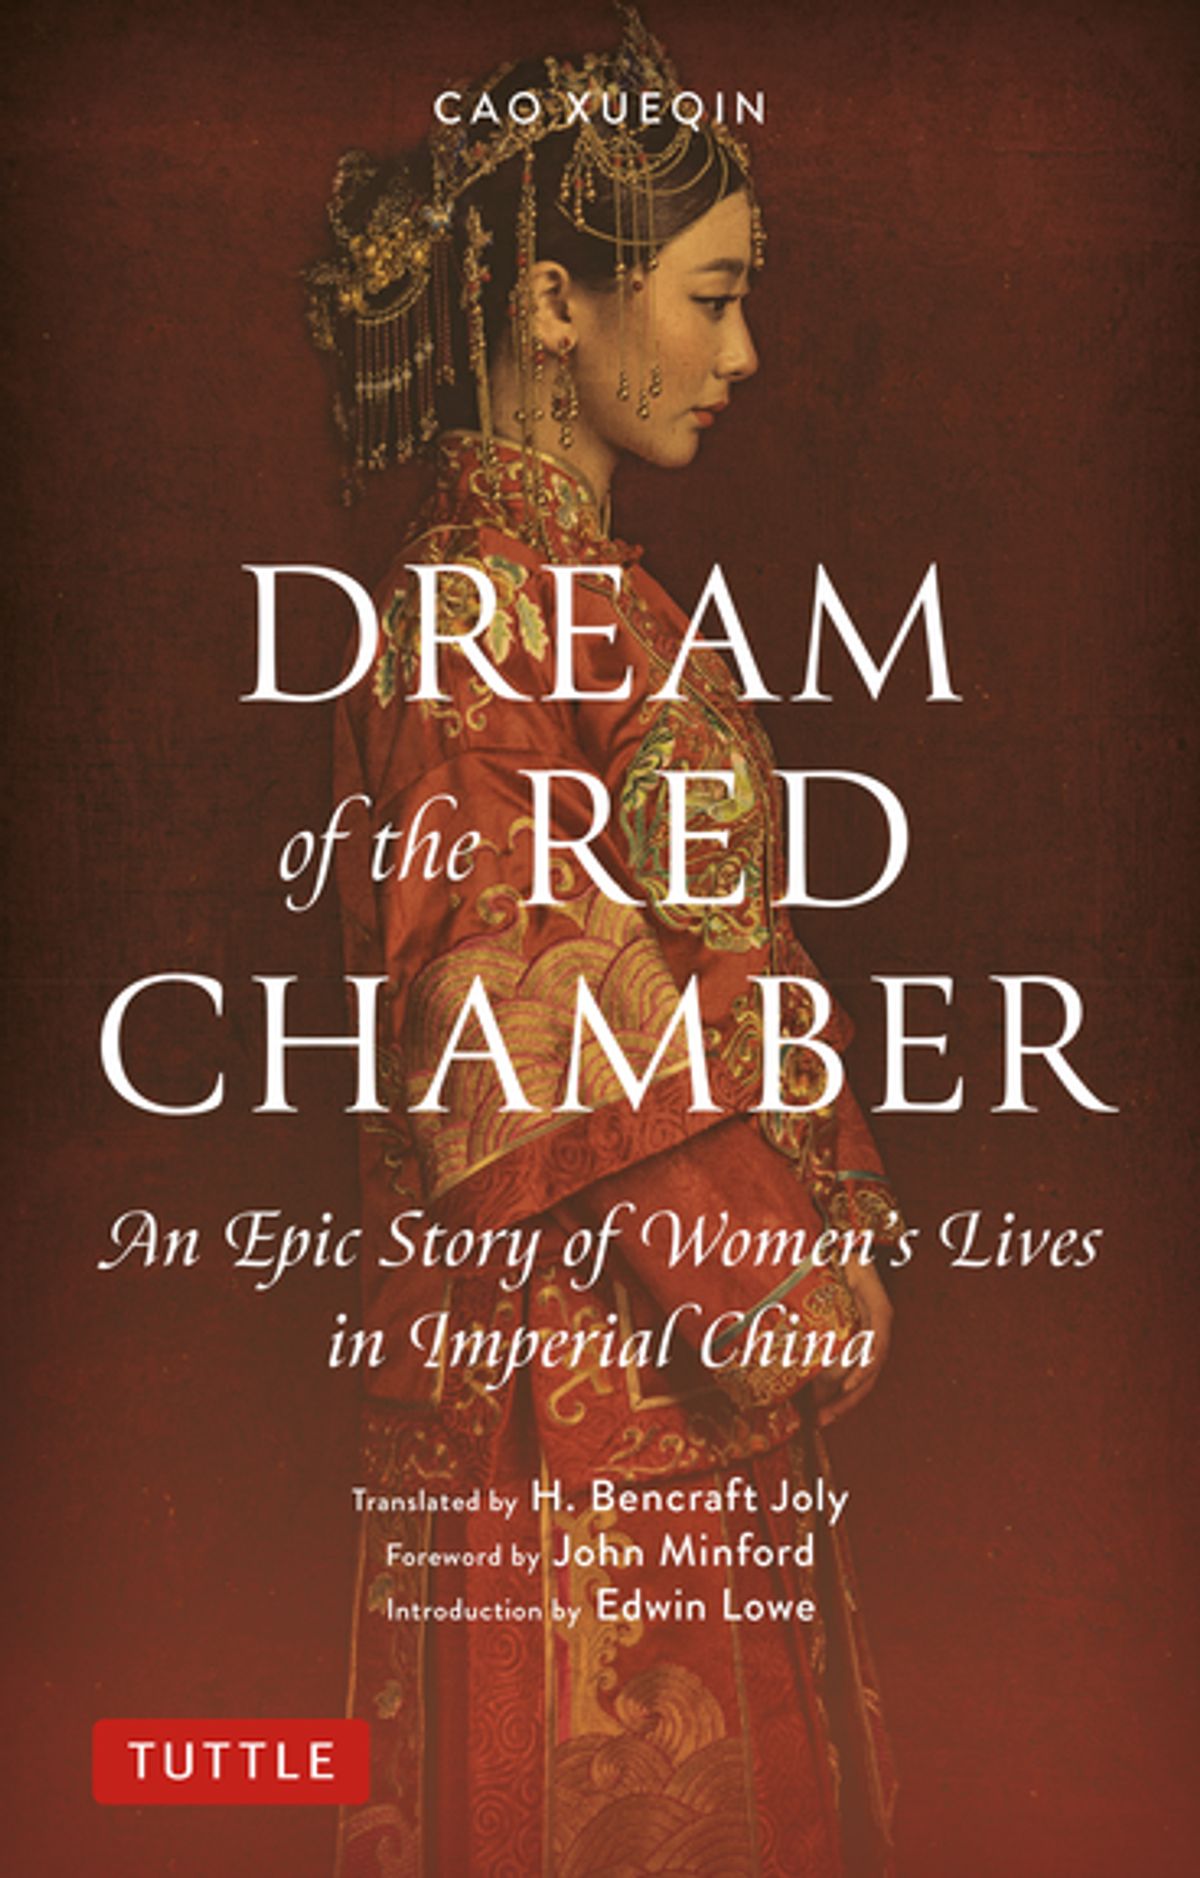 CAO XUEQIN
DREAM
of the RED
CHAMBER
An Epic Story of Women's Lives
in Imperial China
Translated by H. Bencraft Joly
Foreword by John Minford
Introduction by Edwin Lowe
TUTTLE